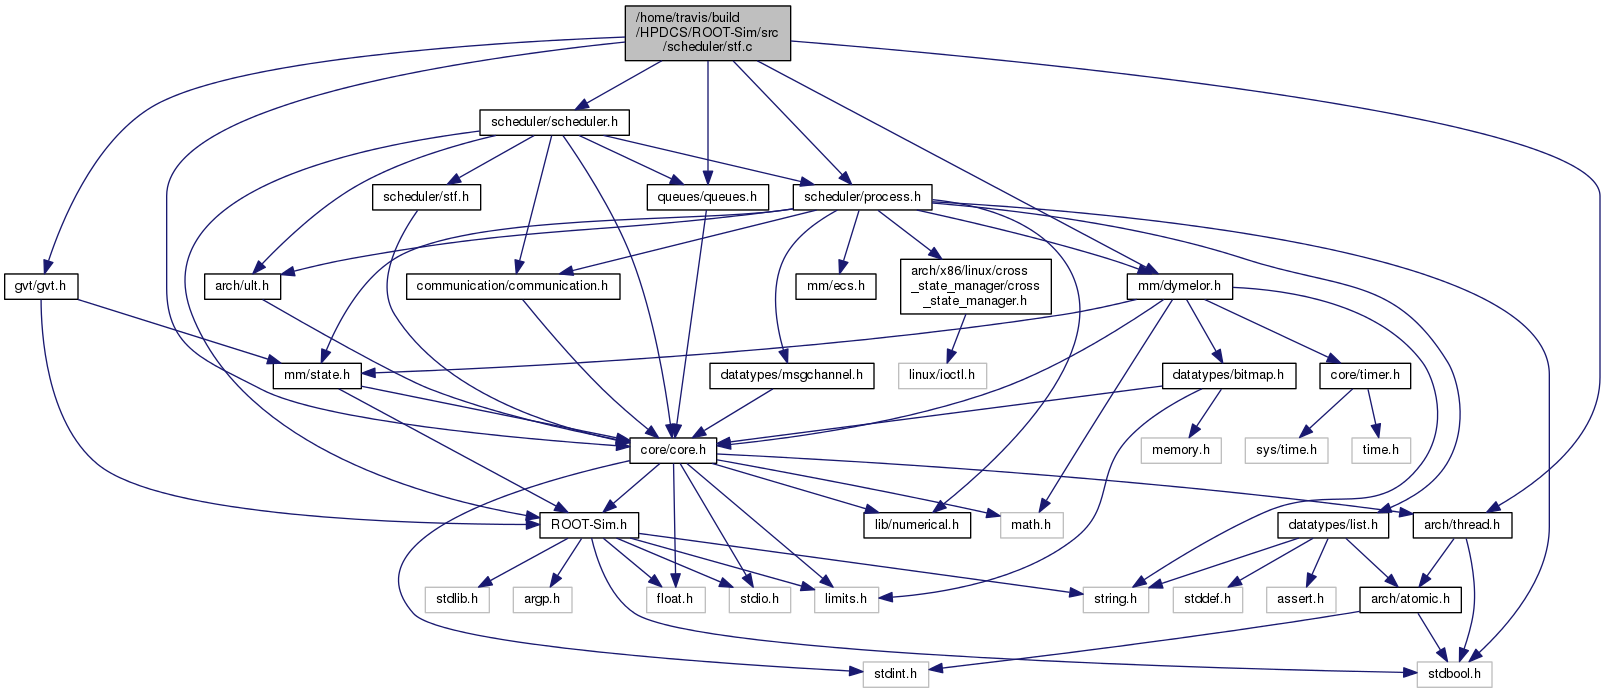 /home/travis/build
/HPDCS/ROOT-Sim/src
/scheduler/stf.c
scheduler/scheduler.h
scheduler/stf.h
queues/queues.h
scheduler/process.h
gvt/gvt.h
arch/ult.h
communication/communication.h
mm/ecs.h
arch/x86/linux/cross
_state_manager/cross
_state_manager.h
mm/dymelor.h
mm/state.h
datatypes/msgchannel.h
linux/ioctl.h
datatypes/bitmap.h
core/timer.h
core/core.h
memory.h
sys/time.h
time.h
ROOT-Sim.h
lib/numerical.h
math.h
datatypes/list.h
arch/thread.h
stdlib.h
argp.h
float.h
stdio.h
limits.h
string.h
stddef.h
assert.h
arch/atomic.h
stdint.h
stdbool.h